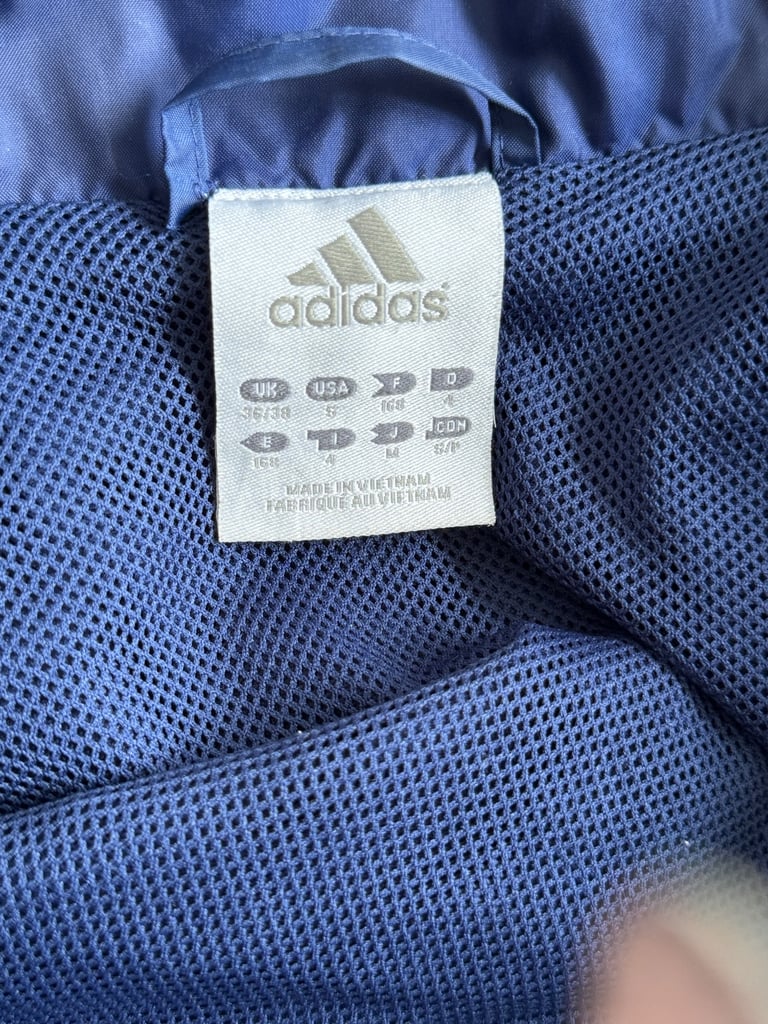 adidas
UK USA F D
36/38 S 168 4
E I J CDN
168 4 M S/P
MADE IN VIETNAM
FABRIQUÉ AU VIETNAM